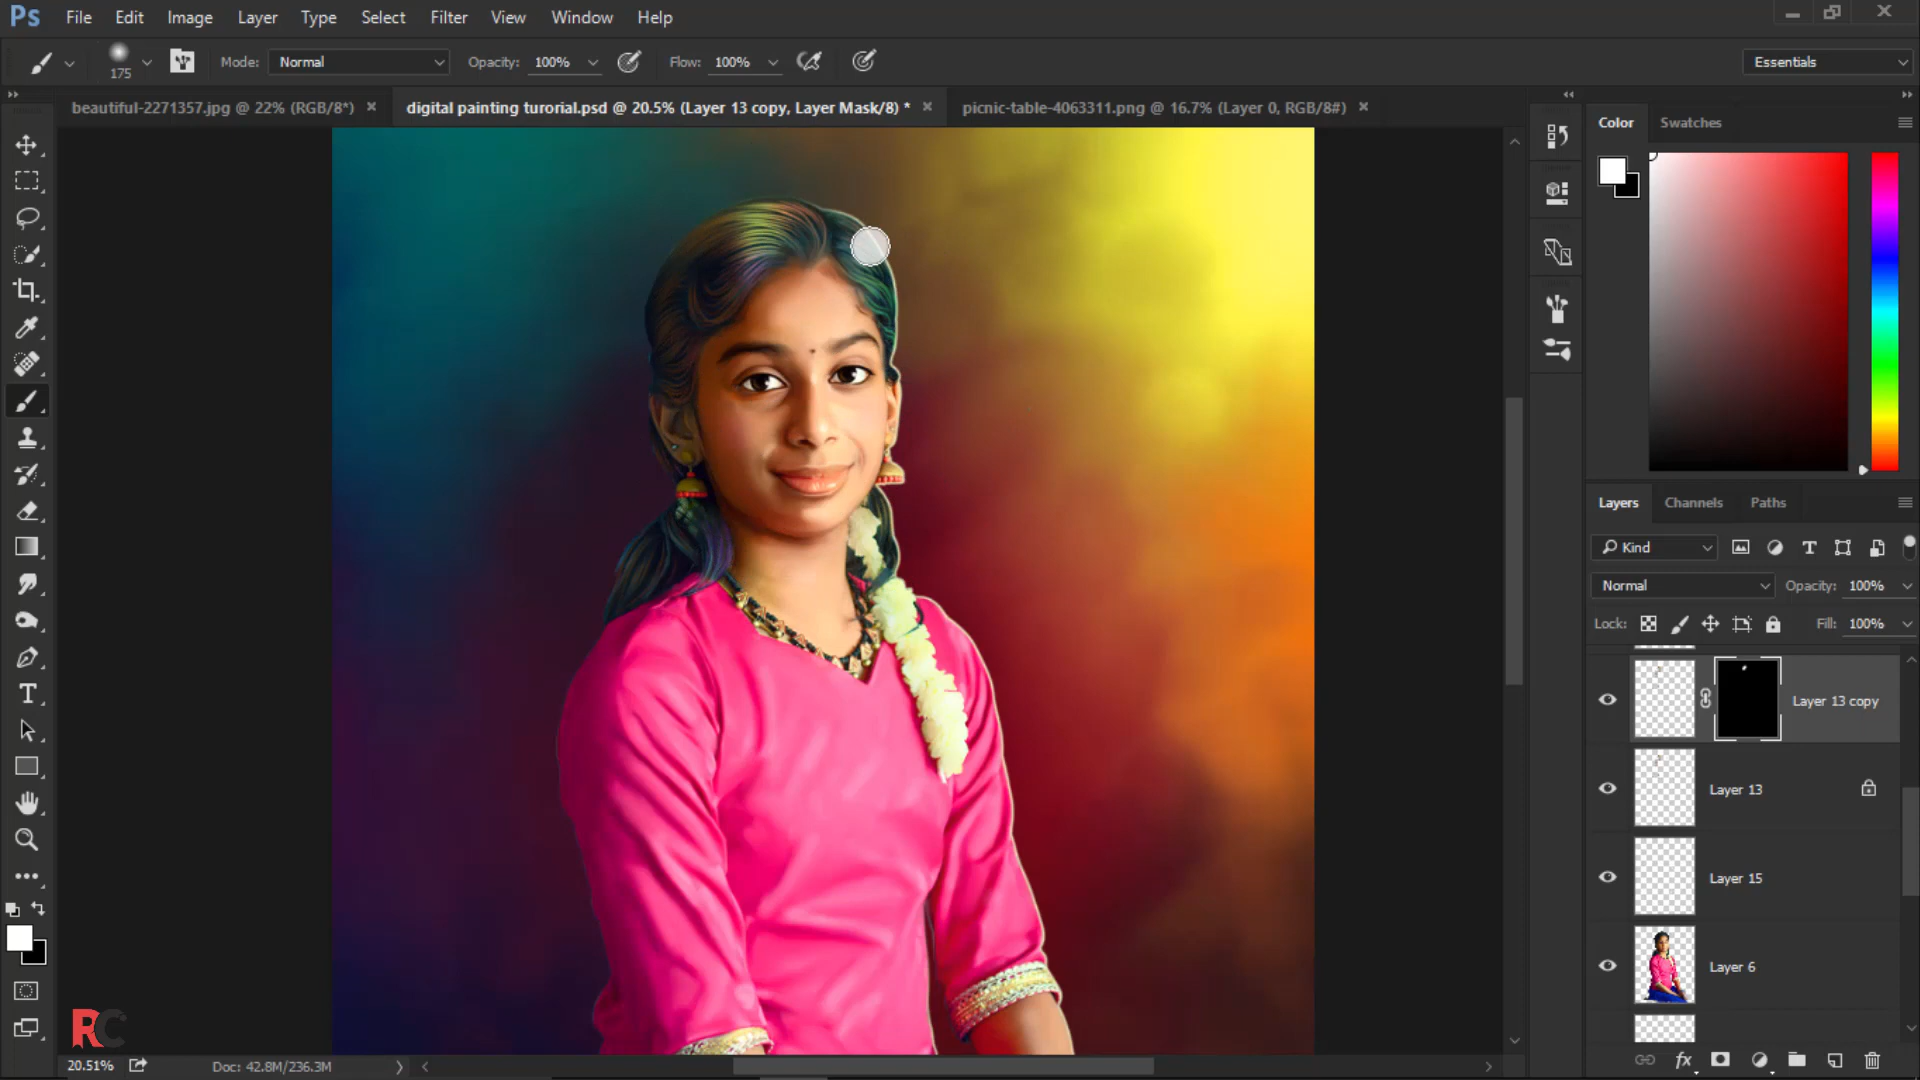 Ps File Edit Image Layer Type Select Filter View Window Help
175 Mode: Normal Opacity: 100% Flow: 100% Essentials
beautiful-2271357.jpg @ 22% (RGB/8*) digital painting turorial.psd @ 20.5% (Layer 13 copy, Layer Mask/8) * picnic-table-4063311.png @ 16.7% (Layer 0, RGB/8#)
Color Swatches
Layers Channels Paths
Kind
Normal Opacity: 100%
Lock: Fill: 100%
Layer 13 copy
Layer 13
Layer 15
Layer 6
RC
20.51% Doc: 42.8M/236.3M